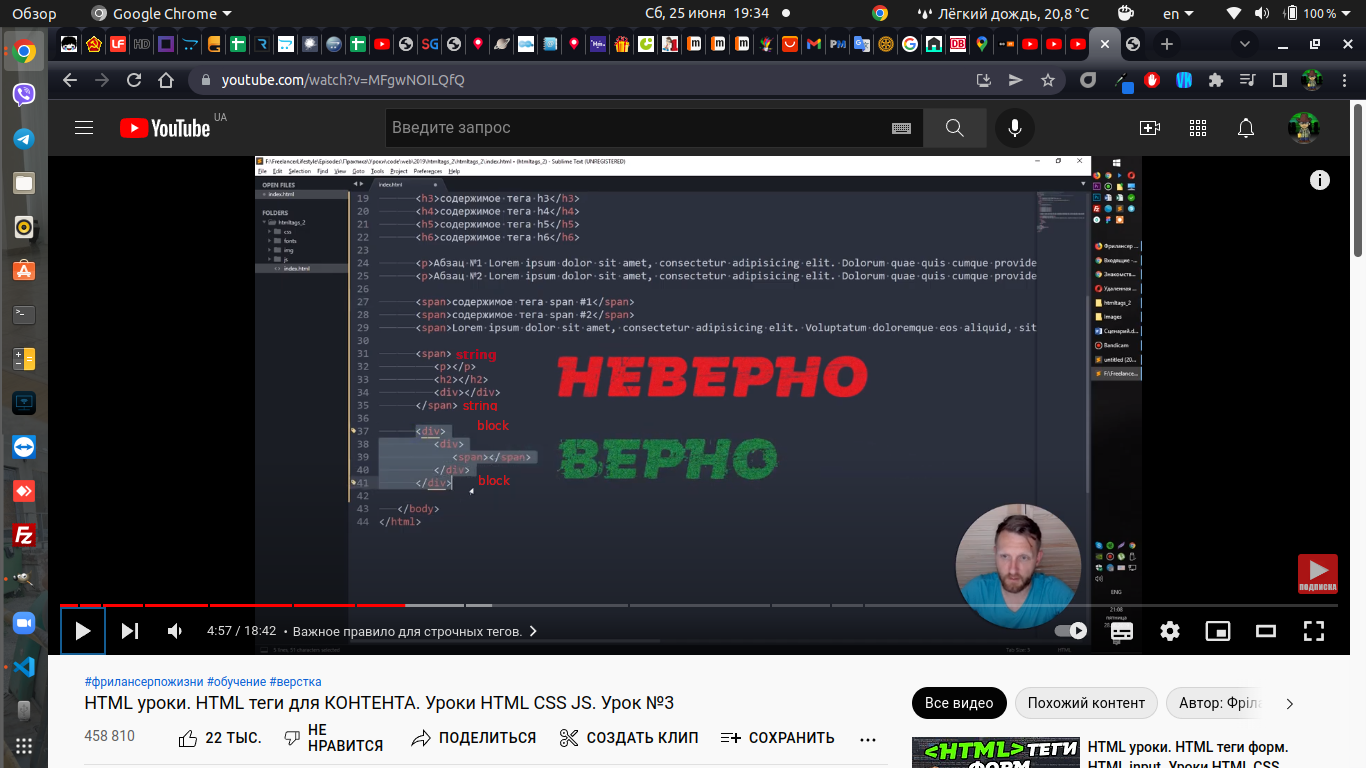 Обзор
Google Chrome
Сб, 25 июня 19:34
Лёгкий дождь, 20,8 °C
en
100 %
youtube.com/watch?v=MFgwNOILQfQ
YouTube UA
Введите запрос
F:\FreelancerLifestyle\Episodes\!Практика\Уроки\code\web\2019\htmltags_2\htmltags_2\index.html • (htmltags_2) - Sublime Text (UNREGISTERED)
File Edit Selection Find View Goto Tools Project Preferences Help
OPEN FILES
index.html
FOLDERS
htmltags_2
css
fonts
img
js
index.html
index.html
19 <h3>содержимое тега h3</h3>
20 <h4>содержимое тега h4</h4>
21 <h5>содержимое тега h5</h5>
22 <h6>содержимое тега h6</h6>
23
24 <p>Абзац №1 Lorem ipsum dolor sit amet, consectetur adipisicing elit. Dolorum quae quis cumque provide
25 <p>Абзац №2 Lorem ipsum dolor sit amet, consectetur adipisicing elit. Dolorum quae quis cumque provide
26
27 <span>содержимое тега span #1</span>
28 <span>содержимое тега span #2</span>
29 <span>Lorem ipsum dolor sit amet, consectetur adipisicing elit. Voluptatum doloremque eos aliquid, sit
30
31 <span> string
32 <p></p>
33 <h2></h2>
34 <div></div>
35 </span> string
36
37 <div> block
38 <div>
39 <span></span>
40 </div>
41 </div> block
42
43 </body>
44 </html>
НЕВЕРНО
ВЕРНО
Фрилансер ...
Входящие -...
Знакомств...
Удаленная ...
htmltags_2
Images
Сценарий.d...
Bandicam
untitled (20...
F:\Freelance...
ENG
21:08
пятница
ПОДПИСКА
4:57 / 18:42 • Важное правило для строчных тегов.
#фрилансерпожизни #обучение #верстка
HTML уроки. HTML теги для КОНТЕНТА. Уроки HTML CSS JS. Урок №3
458 810
22 ТЫС.
НЕ НРАВИТСЯ
ПОДЕЛИТЬСЯ
СОЗДАТЬ КЛИП
СОХРАНИТЬ
Все видео
Похожий контент
Автор: Фріла
<HTML> ТЕГИ
ФОРМ
HTML уроки. HTML теги форм.
HTML input. Уроки HTML CSS